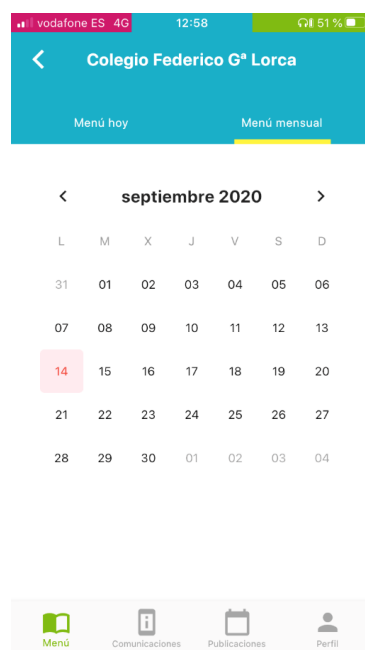 vodafone ES 4G 12:58 51 %
Colegio Federico Gª Lorca
Menú hoy Menú mensual
septiembre 2020
L M X J V S D
31 01 02 03 04 05 06
07 08 09 10 11 12 13
14 15 16 17 18 19 20
21 22 23 24 25 26 27
28 29 30 01 02 03 04
Menú Comunicaciones Publicaciones Perfil